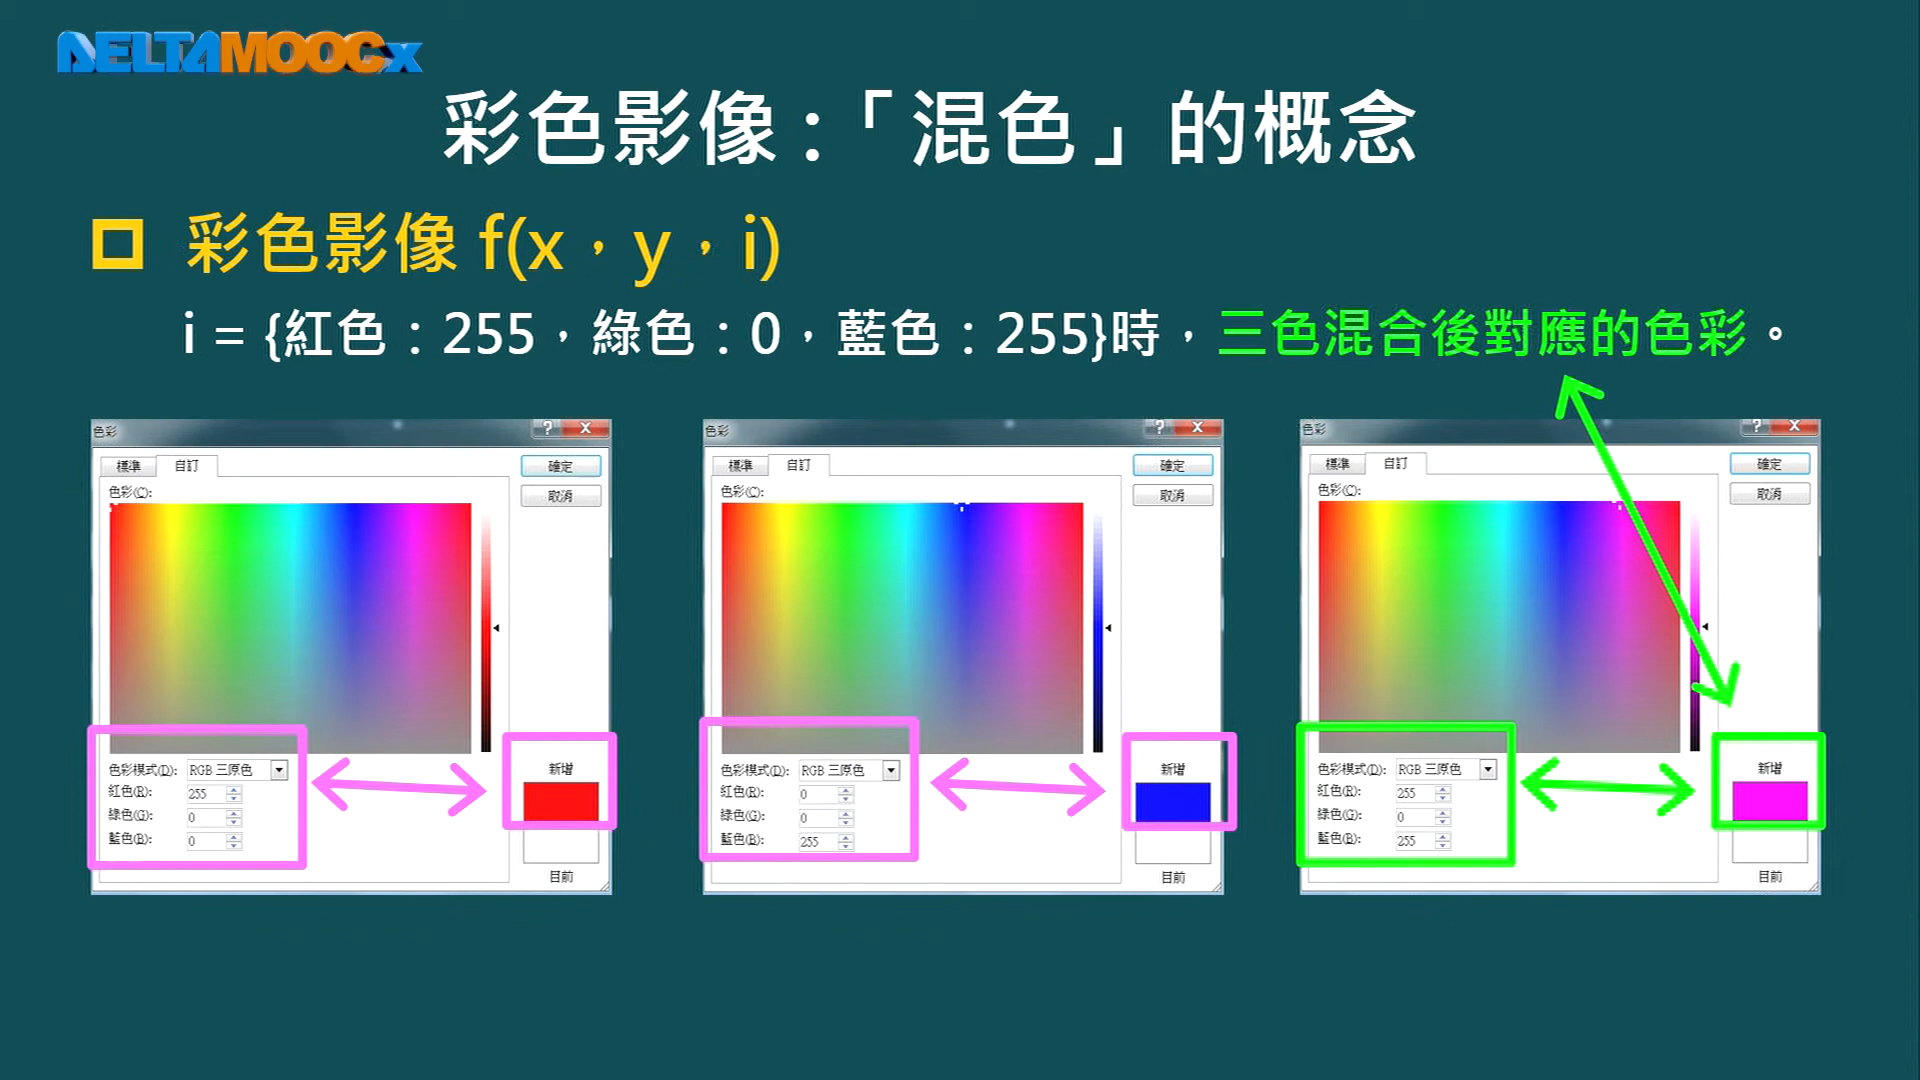 DELTAMOOCx
彩色影像:「混色」的概念
彩色影像 f(x,y,i)
i = {紅色:255,綠色:0,藍色:255}時,三色混合後對應的色彩。
色彩
? X
標準 自訂
確定
取消
色彩(C):
色彩模式(D): RGB 三原色
紅色(R): 255
綠色(G): 0
藍色(B): 0
新增
目前
色彩
? X
標準 自訂
確定
取消
色彩(C):
色彩模式(D): RGB 三原色
紅色(R): 0
綠色(G): 0
藍色(B): 255
新增
目前
色彩
? X
標準 自訂
確定
取消
色彩(C):
色彩模式(D): RGB 三原色
紅色(R): 255
綠色(G): 0
藍色(B): 255
新增
目前